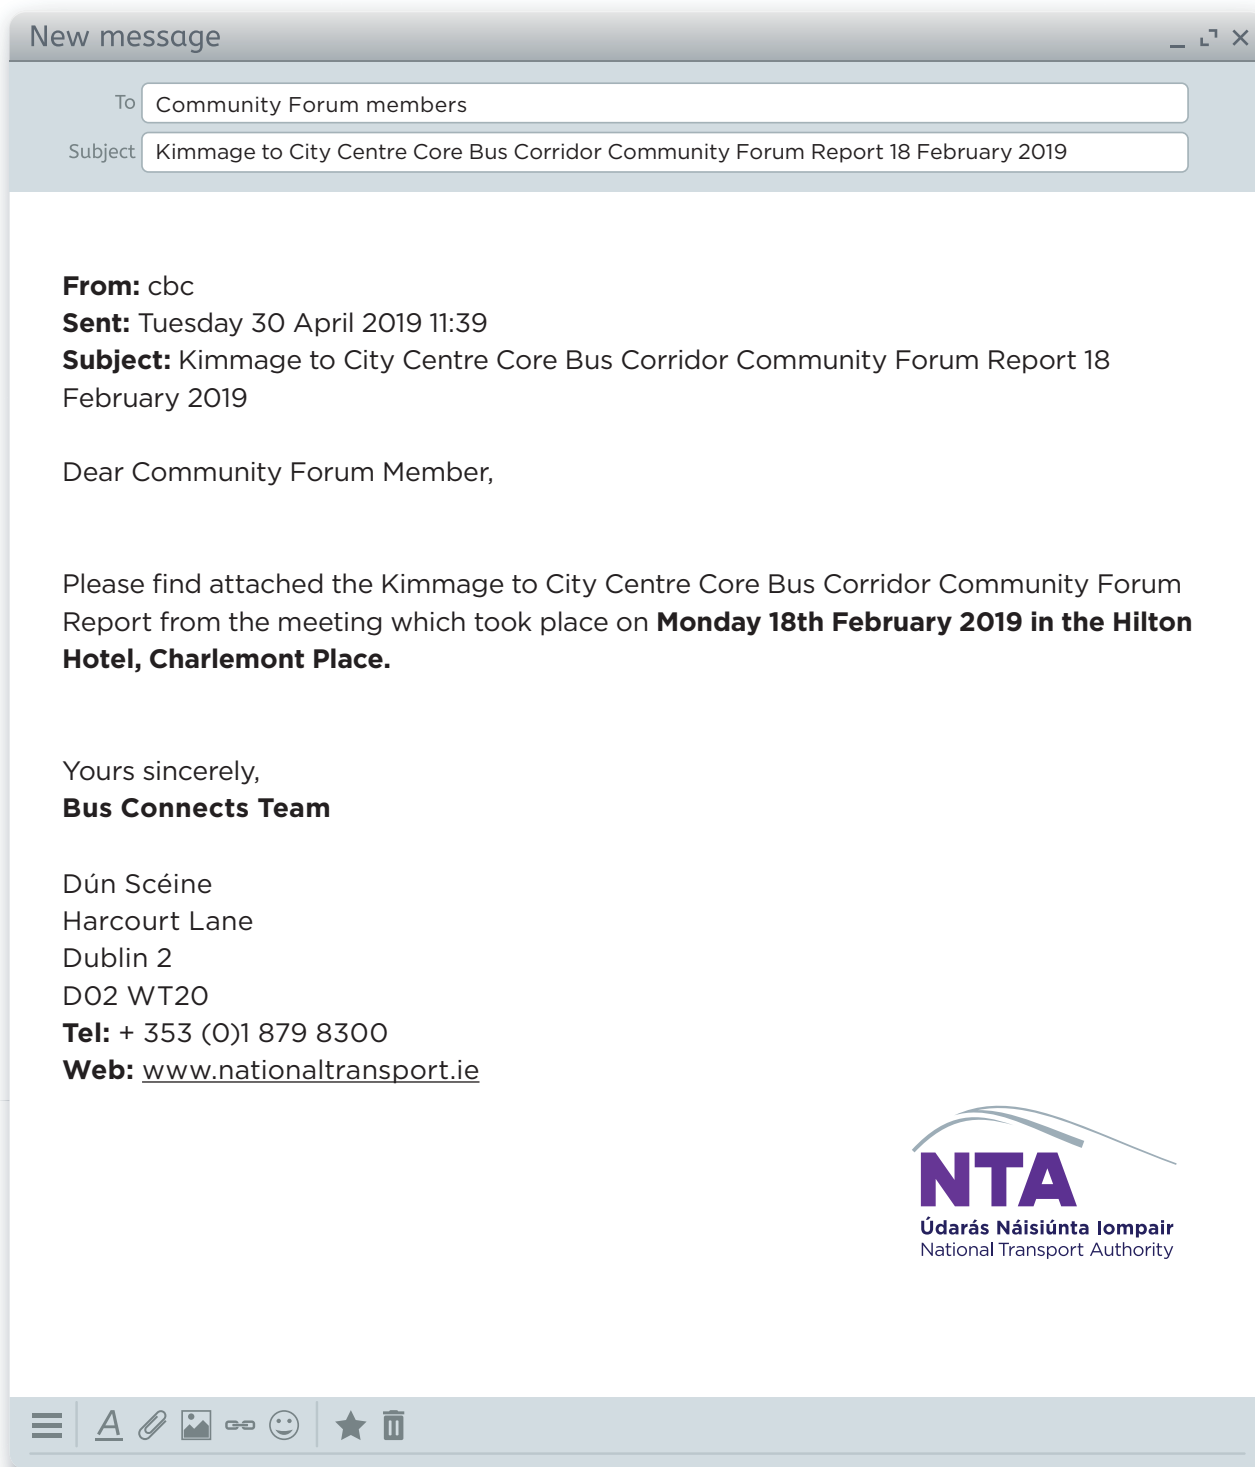 New message
To Community Forum members
Subject Kimmage to City Centre Core Bus Corridor Community Forum Report 18 February 2019
From: cbc
Sent: Tuesday 30 April 2019 11:39
Subject: Kimmage to City Centre Core Bus Corridor Community Forum Report 18
February 2019
Dear Community Forum Member,
Please find attached the Kimmage to City Centre Core Bus Corridor Community Forum
Report from the meeting which took place on Monday 18th February 2019 in the Hilton
Hotel, Charlemont Place.
Yours sincerely,
Bus Connects Team
Dún Scéine
Harcourt Lane
Dublin 2
D02 WT20
Tel: + 353 (0)1 879 8300
Web: www.nationaltransport.ie
NTA
Údarás Náisiúnta Iompair
National Transport Authority
A